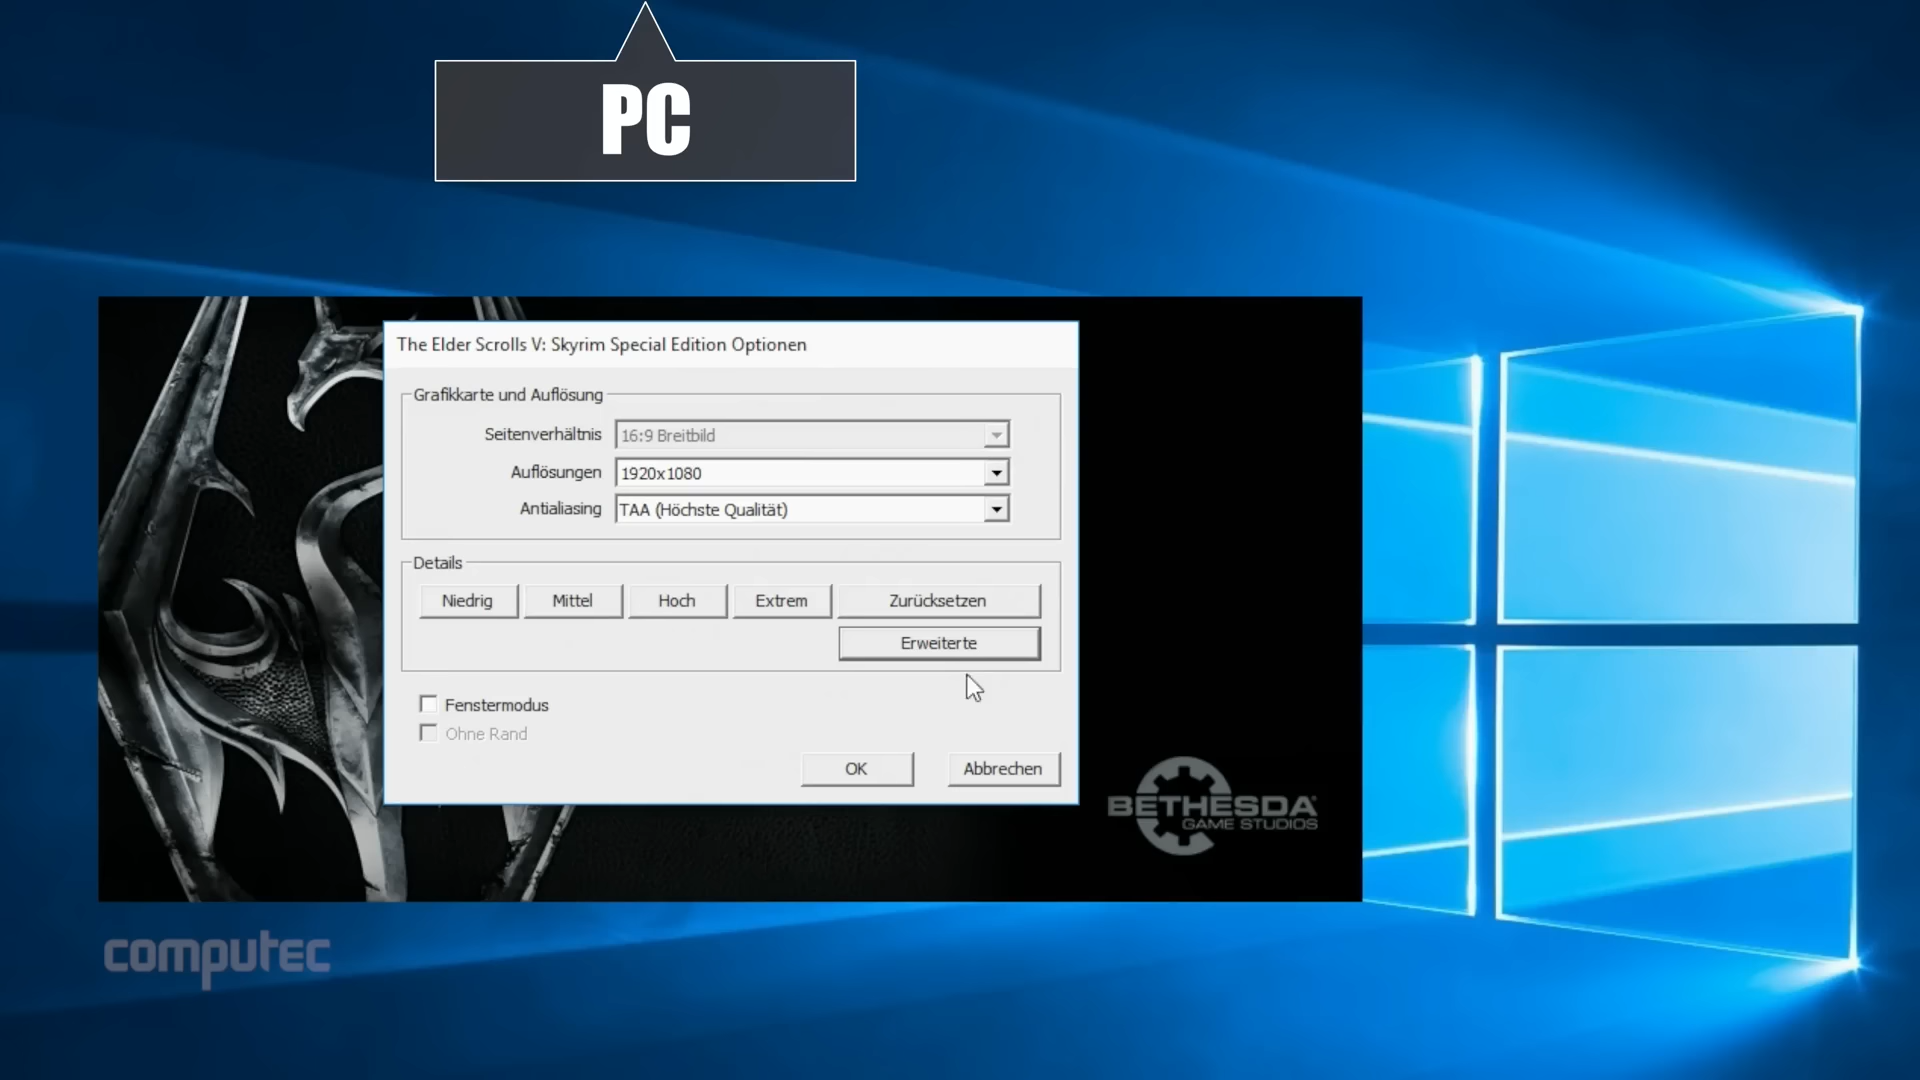 PC
The Elder Scrolls V: Skyrim Special Edition Optionen
Grafikkarte und Auflösung
Seitenverhältnis 16:9 Breitbild
Auflösungen 1920x1080
Antialiasing TAA (Höchste Qualität)
Details
Niedrig Mittel Hoch Extrem Zurücksetzen
Erweiterte
Fenstermodus
Ohne Rand
OK Abbrechen
BETHESDA
GAME STUDIOS
computec